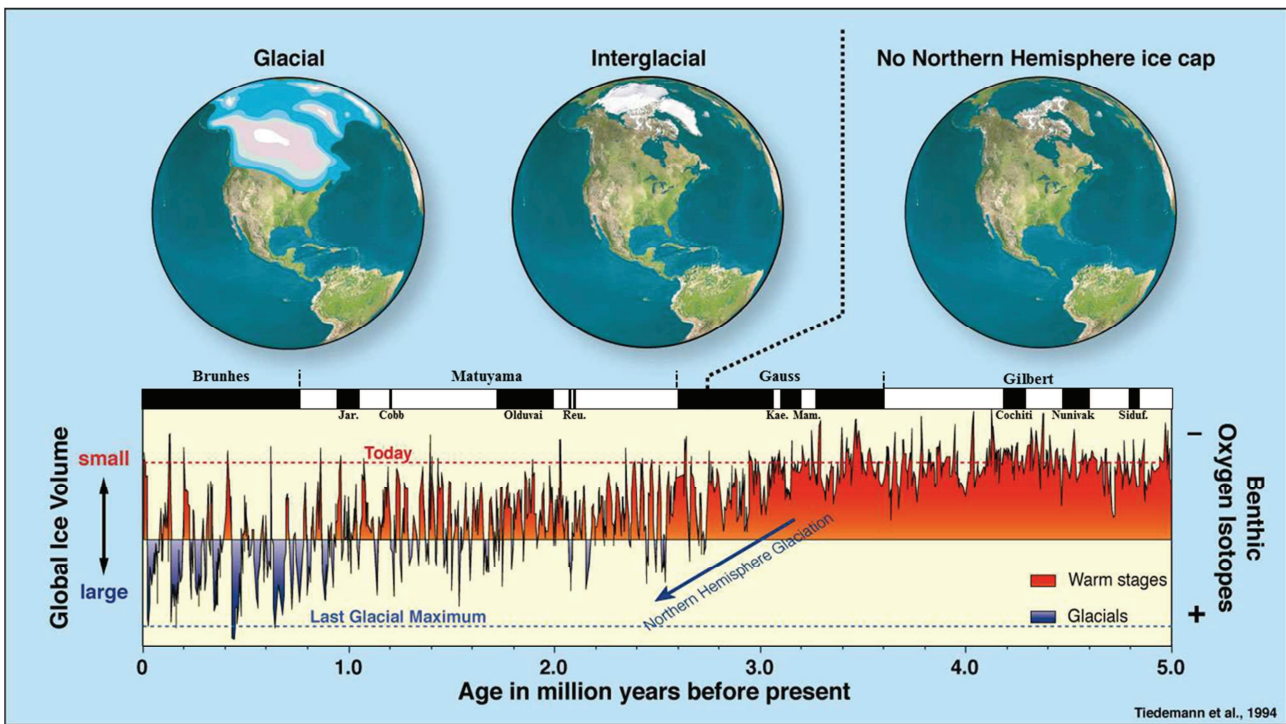 Glacial
Interglacial
No Northern Hemisphere ice cap
Brunhes
Matuyama
Gauss
Gilbert
Jar.
Cobb
Olduvai
Reu.
Kae.
Mam.
Cochiti
Nunivak
Siduf.
Global Ice Volume
small
large
Today
Last Glacial Maximum
Northern Hemisphere Glaciation
Warm stages
Glacials
−
+
Benthic
Oxygen Isotopes
0
1.0
2.0
3.0
4.0
5.0
Age in million years before present
Tiedemann et al., 1994